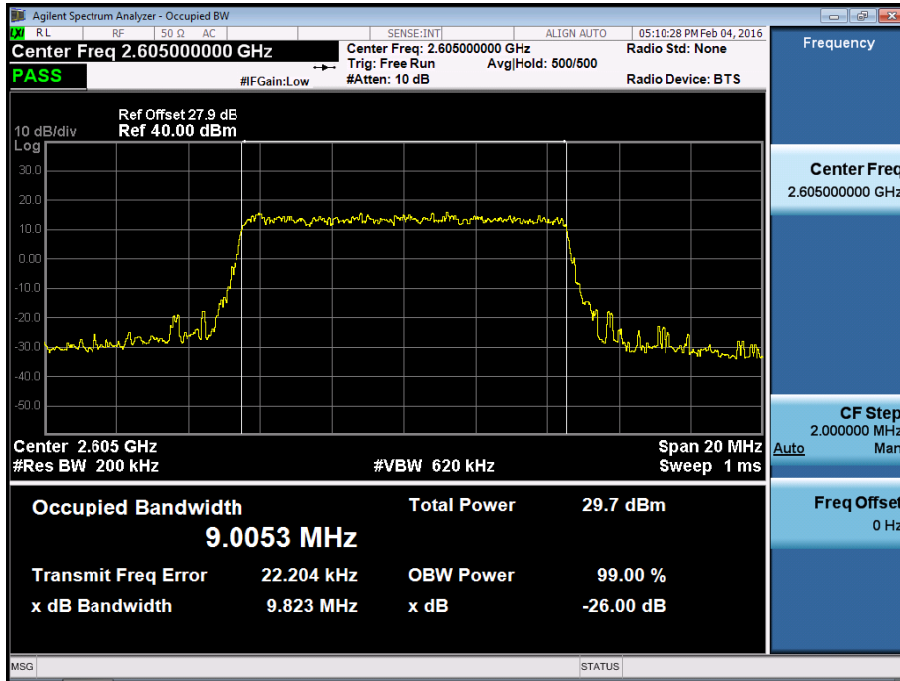 Agilent Spectrum Analyzer - Occupied BW
LXI RL RF 50 Ω AC SENSE:INT ALIGN AUTO 05:10:28 PM Feb 04, 2016
Center Freq 2.605000000 GHz
Center Freq: 2.605000000 GHz
Radio Std: None
Trig: Free Run Avg|Hold: 500/500
PASS
#IFGain:Low
#Atten: 10 dB
Radio Device: BTS
Frequency
Ref Offset 27.9 dB
10 dB/div Ref 40.00 dBm
Log
30.0
20.0
10.0
0.00
-10.0
-20.0
-30.0
-40.0
-50.0
Center 2.605 GHz Span 20 MHz
#Res BW 200 kHz #VBW 620 kHz Sweep 1 ms
Occupied Bandwidth Total Power 29.7 dBm
9.0053 MHz
Transmit Freq Error 22.204 kHz OBW Power 99.00 %
x dB Bandwidth 9.823 MHz x dB -26.00 dB
Center Freq
2.605000000 GHz
CF Step
2.000000 MHz
Auto Man
Freq Offset
0 Hz
MSG STATUS